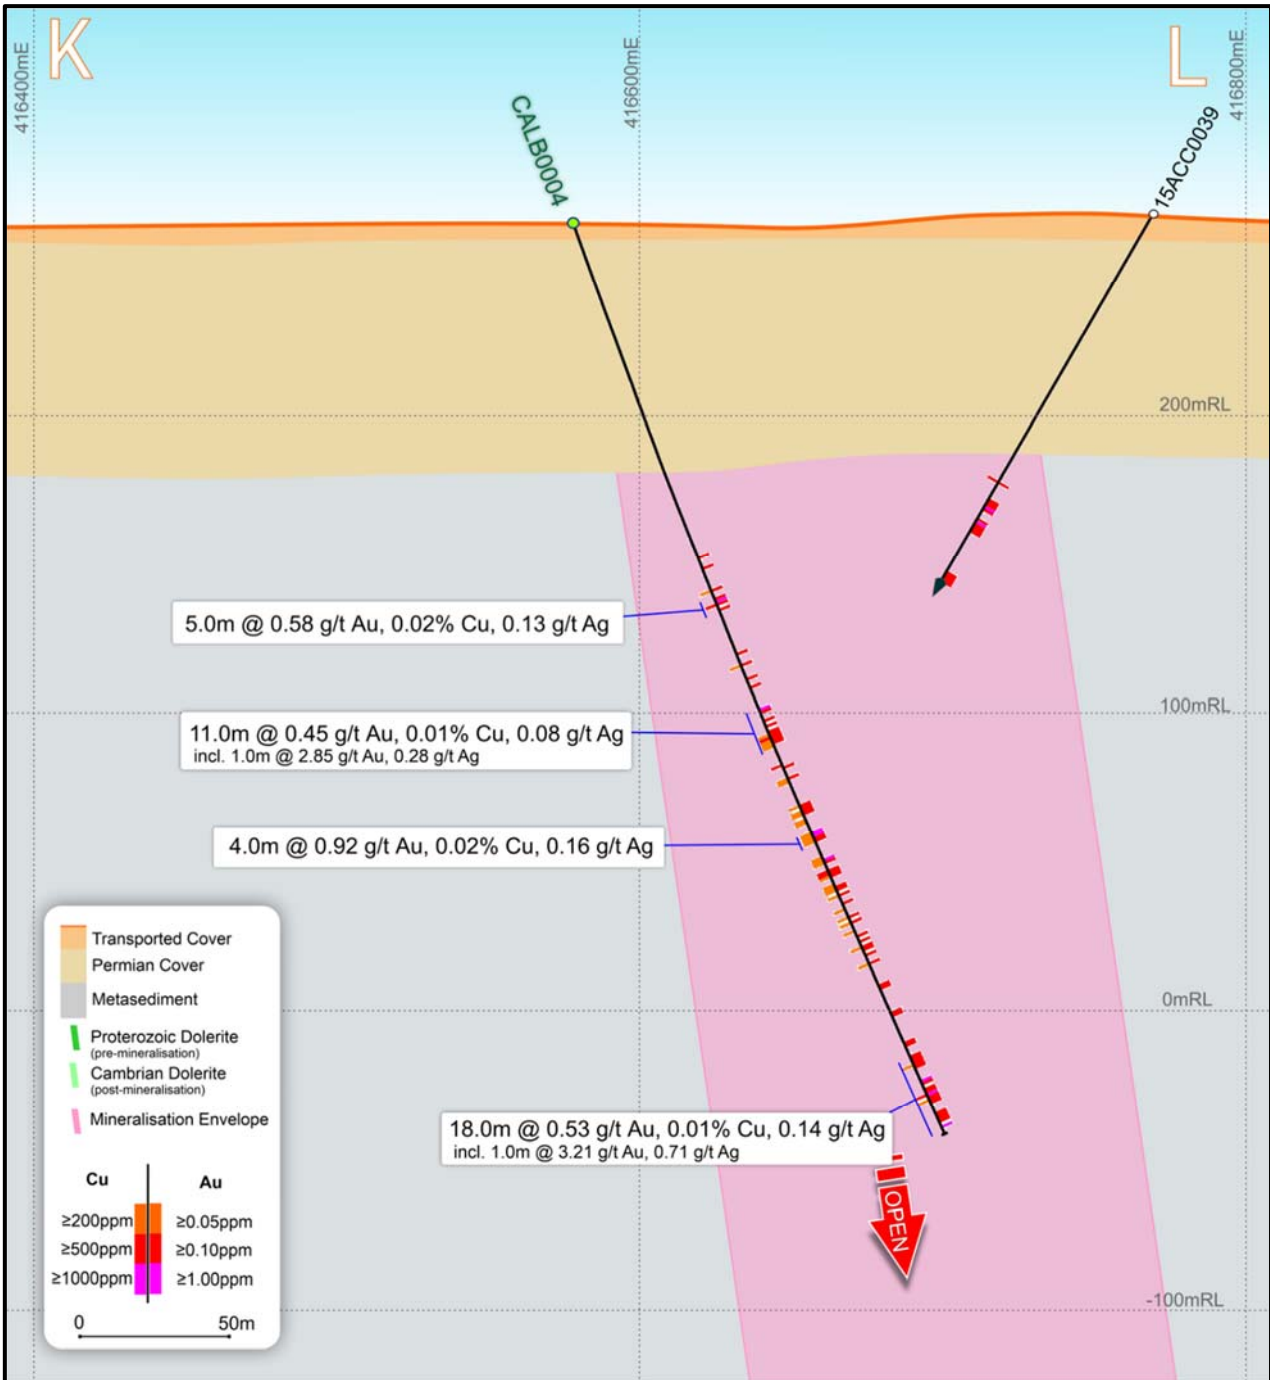 K
L
416400mE
416600mE
416800mE
CALB0004
15ACC0039
200mRL
5.0m @ 0.58 g/t Au, 0.02% Cu, 0.13 g/t Ag
100mRL
11.0m @ 0.45 g/t Au, 0.01% Cu, 0.08 g/t Ag
incl. 1.0m @ 2.85 g/t Au, 0.28 g/t Ag
4.0m @ 0.92 g/t Au, 0.02% Cu, 0.16 g/t Ag
0mRL
18.0m @ 0.53 g/t Au, 0.01% Cu, 0.14 g/t Ag
incl. 1.0m @ 3.21 g/t Au, 0.71 g/t Ag
OPEN
-100mRL
Transported Cover
Permian Cover
Metasediment
Proterozoic Dolerite
(pre-mineralisation)
Cambrian Dolerite
(post-mineralisation)
Mineralisation Envelope
Cu Au
≥200ppm ≥0.05ppm
≥500ppm ≥0.10ppm
≥1000ppm ≥1.00ppm
0 50m